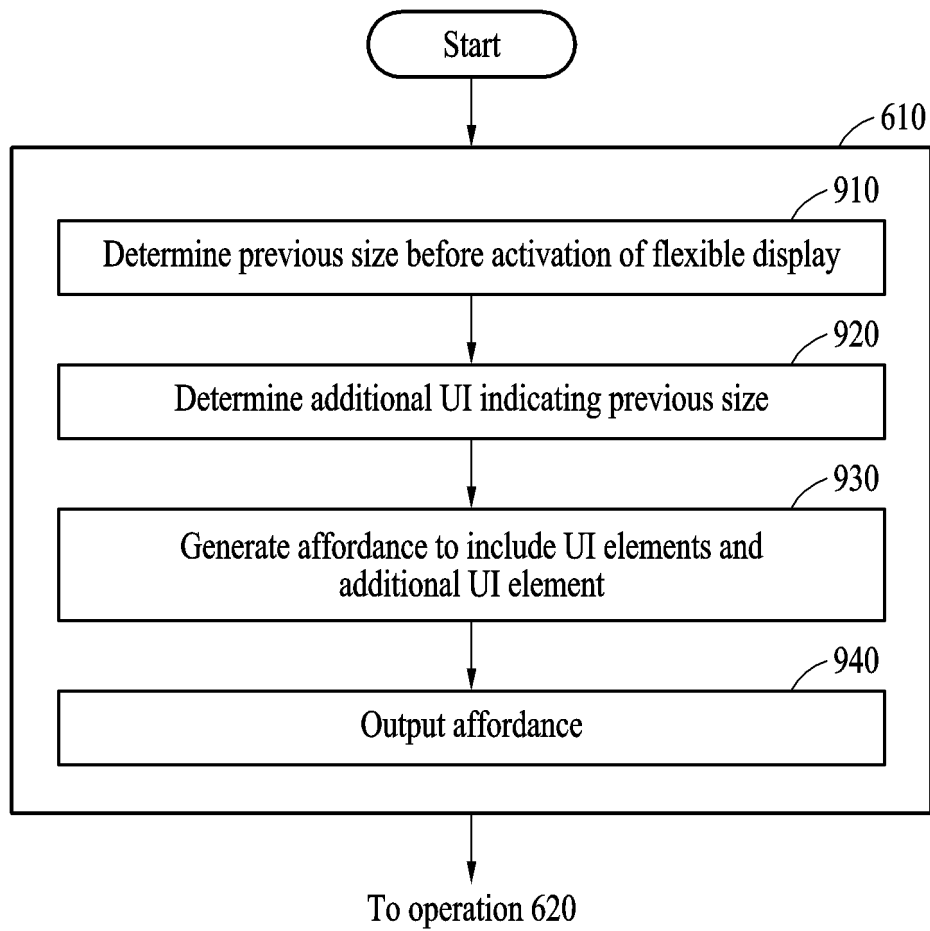 Start
610
910
Determine previous size before activation of flexible display
920
Determine additional UI indicating previous size
930
Generate affordance to include UI elements and
additional UI element
940
Output affordance
To operation 620